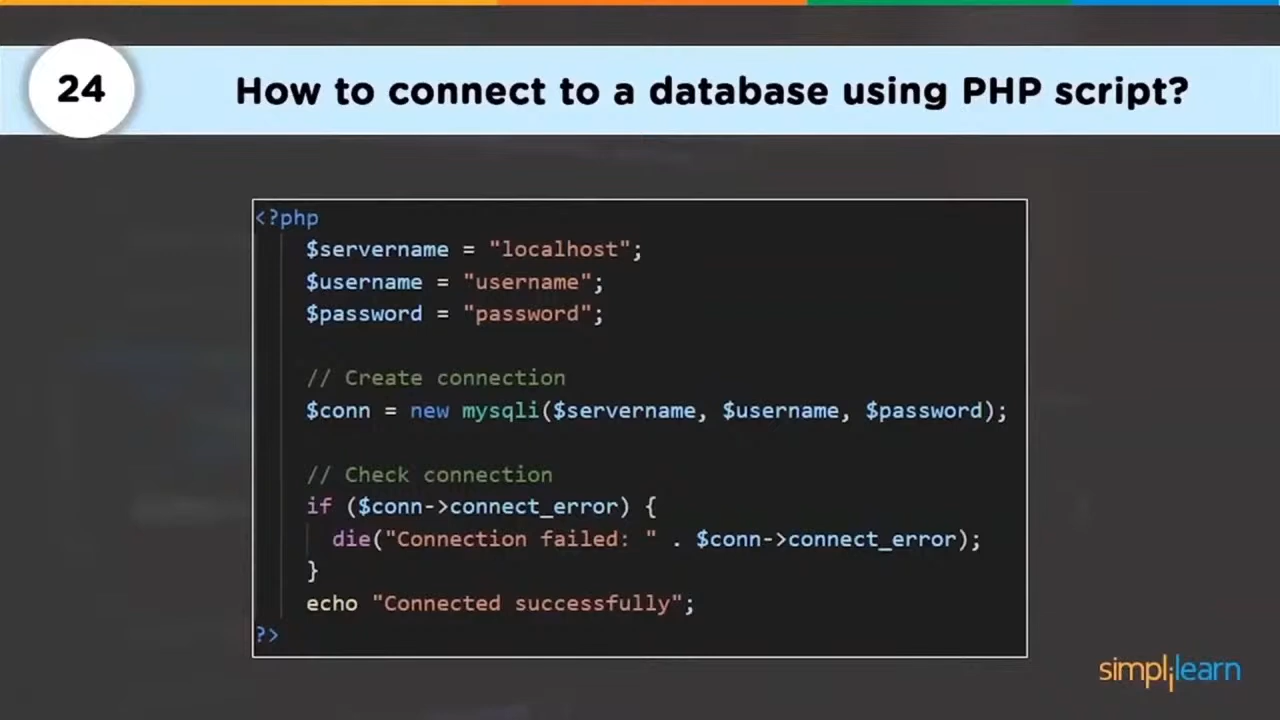 24
How to connect to a database using PHP script?
<?php
$servername = "localhost";
$username = "username";
$password = "password";
// Create connection
$conn = new mysqli($servername, $username, $password);
// Check connection
if ($conn->connect_error) {
die("Connection failed: " . $conn->connect_error);
}
echo "Connected successfully";
?>
simplilearn